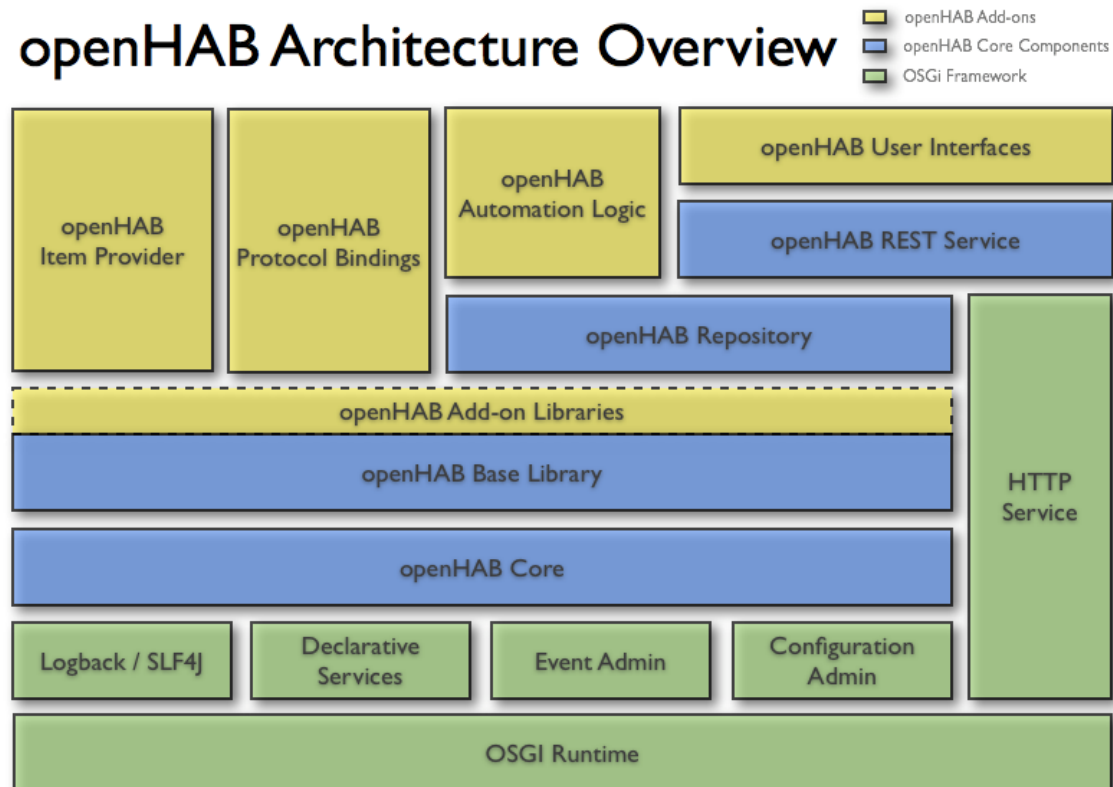 openHAB Architecture Overview
openHAB Add-ons
openHAB Core Components
OSGi Framework
openHAB
Item Provider
openHAB
Protocol Bindings
openHAB
Automation Logic
openHAB User Interfaces
openHAB REST Service
openHAB Repository
openHAB Add-on Libraries
openHAB Base Library
HTTP
Service
openHAB Core
Logback / SLF4J
Declarative
Services
Event Admin
Configuration
Admin
OSGI Runtime